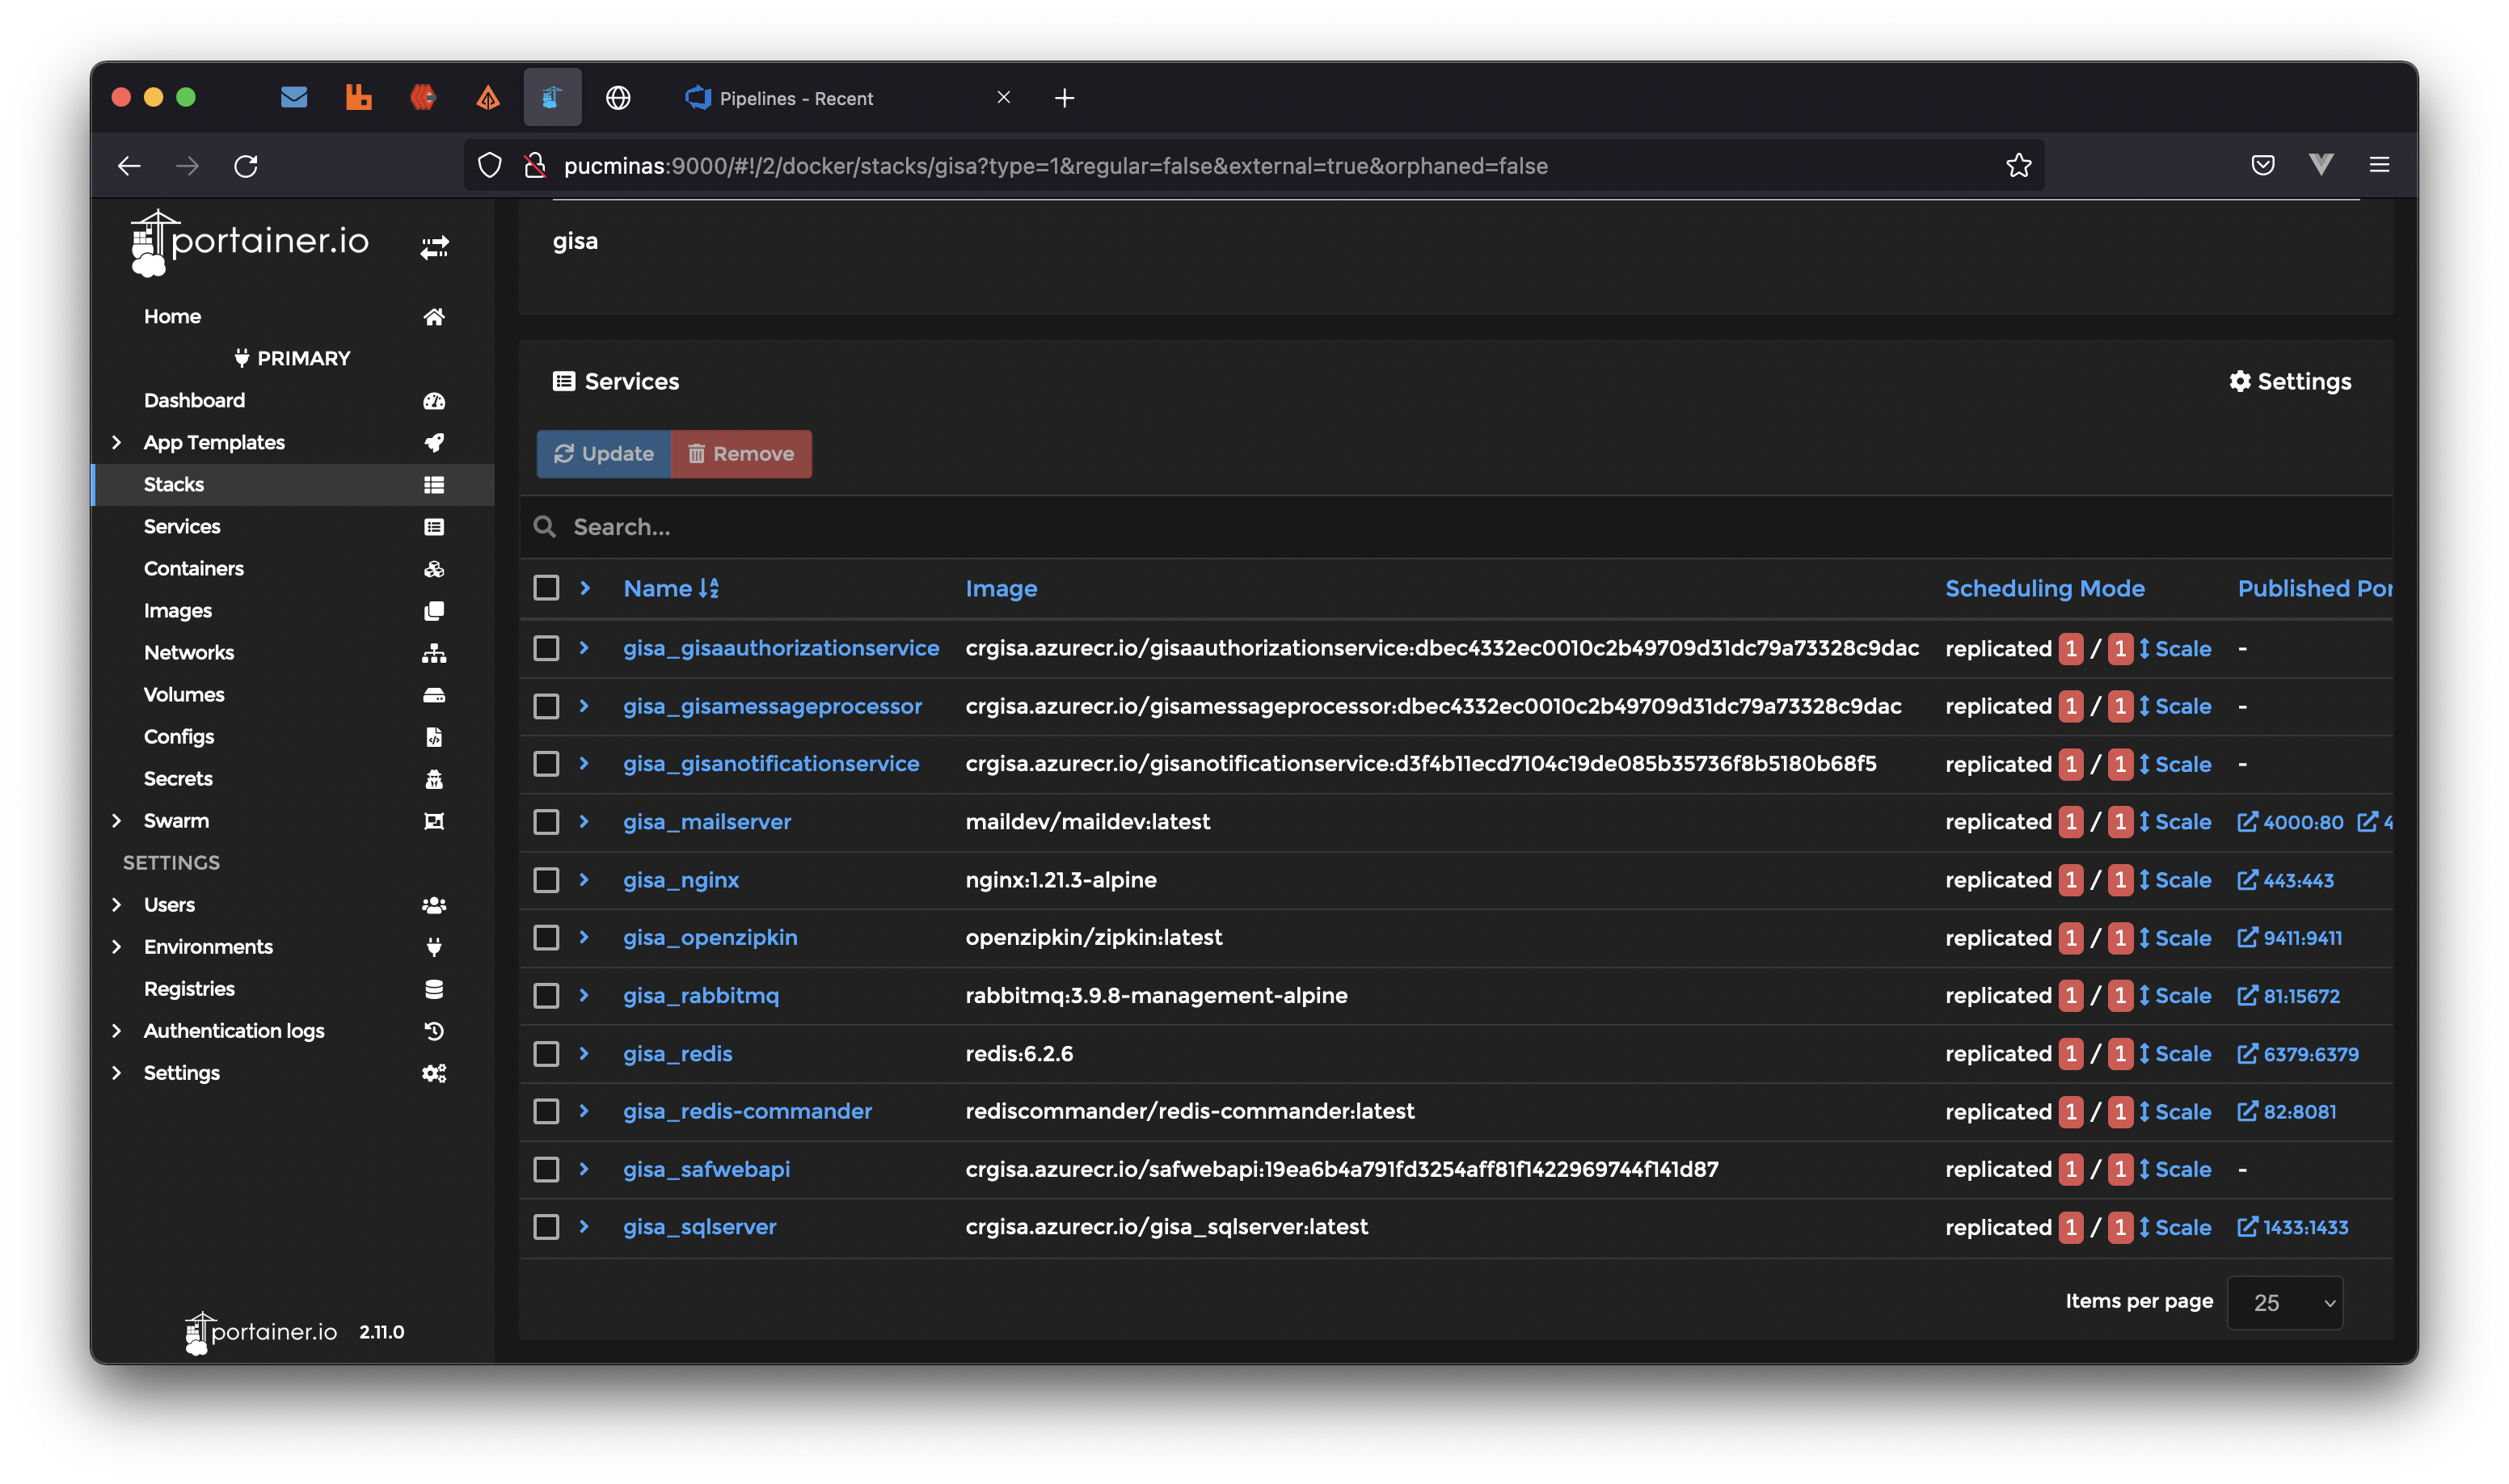 Pipelines - Recent
pucminas:9000/#!/2/docker/stacks/gisa?type=1&regular=false&external=true&orphaned=false
portainer.io
Home
PRIMARY
Dashboard
App Templates
Stacks
Services
Containers
Images
Networks
Volumes
Configs
Secrets
Swarm
SETTINGS
Users
Environments
Registries
Authentication logs
Settings
portainer.io 2.11.0
gisa
Services
Settings
Update Remove
Search...
Name Image Scheduling Mode Published Por
gisa_gisaauthorizationservice crgisa.azurecr.io/gisaauthorizationservice:dbec4332ec0010c2b49709d31dc79a73328c9dac replicated 1 / 1 Scale -
gisa_gisamessageprocessor crgisa.azurecr.io/gisamessageprocessor:dbec4332ec0010c2b49709d31dc79a73328c9dac replicated 1 / 1 Scale -
gisa_gisanotificationservice crgisa.azurecr.io/gisanotificationservice:d3f4b11ecd7104c19de085b35736f8b5180b68f5 replicated 1 / 1 Scale -
gisa_mailserver maildev/maildev:latest replicated 1 / 1 Scale 4000:80 4
gisa_nginx nginx:1.21.3-alpine replicated 1 / 1 Scale 443:443
gisa_openzipkin openzipkin/zipkin:latest replicated 1 / 1 Scale 9411:9411
gisa_rabbitmq rabbitmq:3.9.8-management-alpine replicated 1 / 1 Scale 81:15672
gisa_redis redis:6.2.6 replicated 1 / 1 Scale 6379:6379
gisa_redis-commander rediscommander/redis-commander:latest replicated 1 / 1 Scale 82:8081
gisa_safwebapi crgisa.azurecr.io/safwebapi:19ea6b4a791fd3254aff81f1422969744f141d87 replicated 1 / 1 Scale -
gisa_sqlserver crgisa.azurecr.io/gisa_sqlserver:latest replicated 1 / 1 Scale 1433:1433
Items per page 25